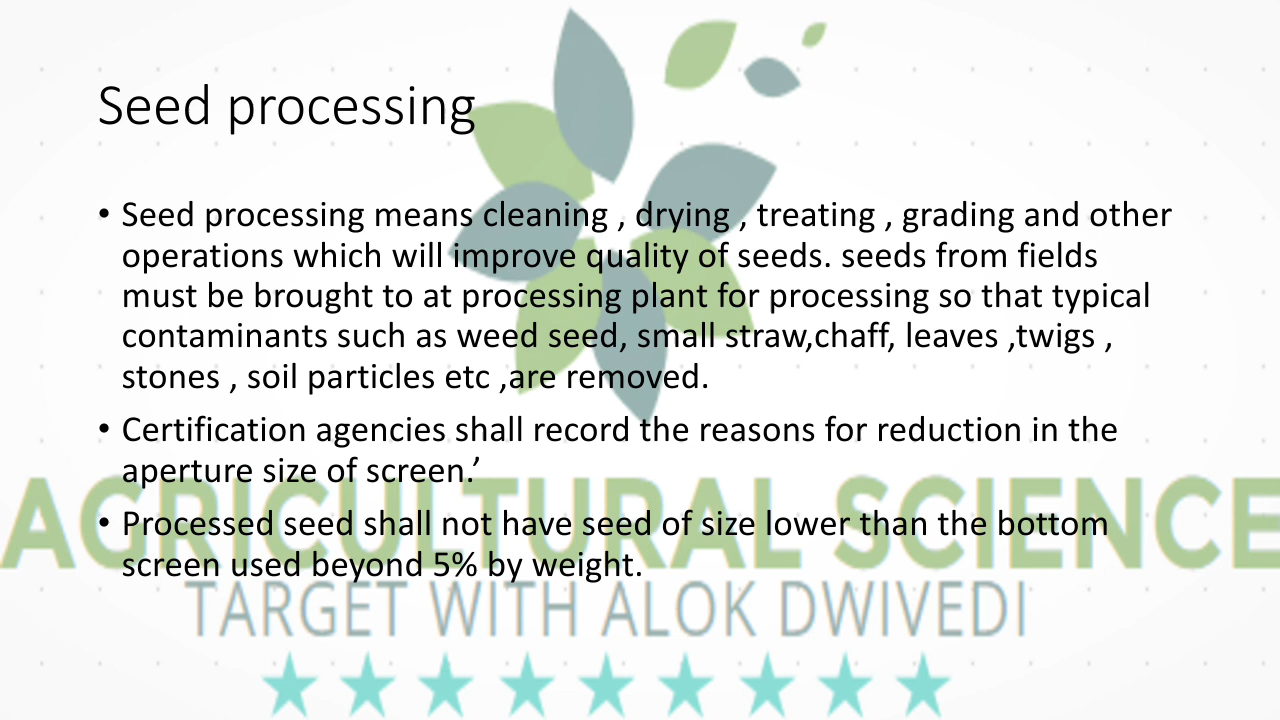 Seed processing
• Seed processing means cleaning , drying , treating , grading and other
operations which will improve quality of seeds. seeds from fields
must be brought to at processing plant for processing so that typical
contaminants such as weed seed, small straw,chaff, leaves ,twigs ,
stones , soil particles etc ,are removed.
• Certification agencies shall record the reasons for reduction in the
aperture size of screen.’
• Processed seed shall not have seed of size lower than the bottom
screen used beyond 5% by weight.
AGRICULTURAL SCIENCE
TARGET WITH ALOK DWIVEDI